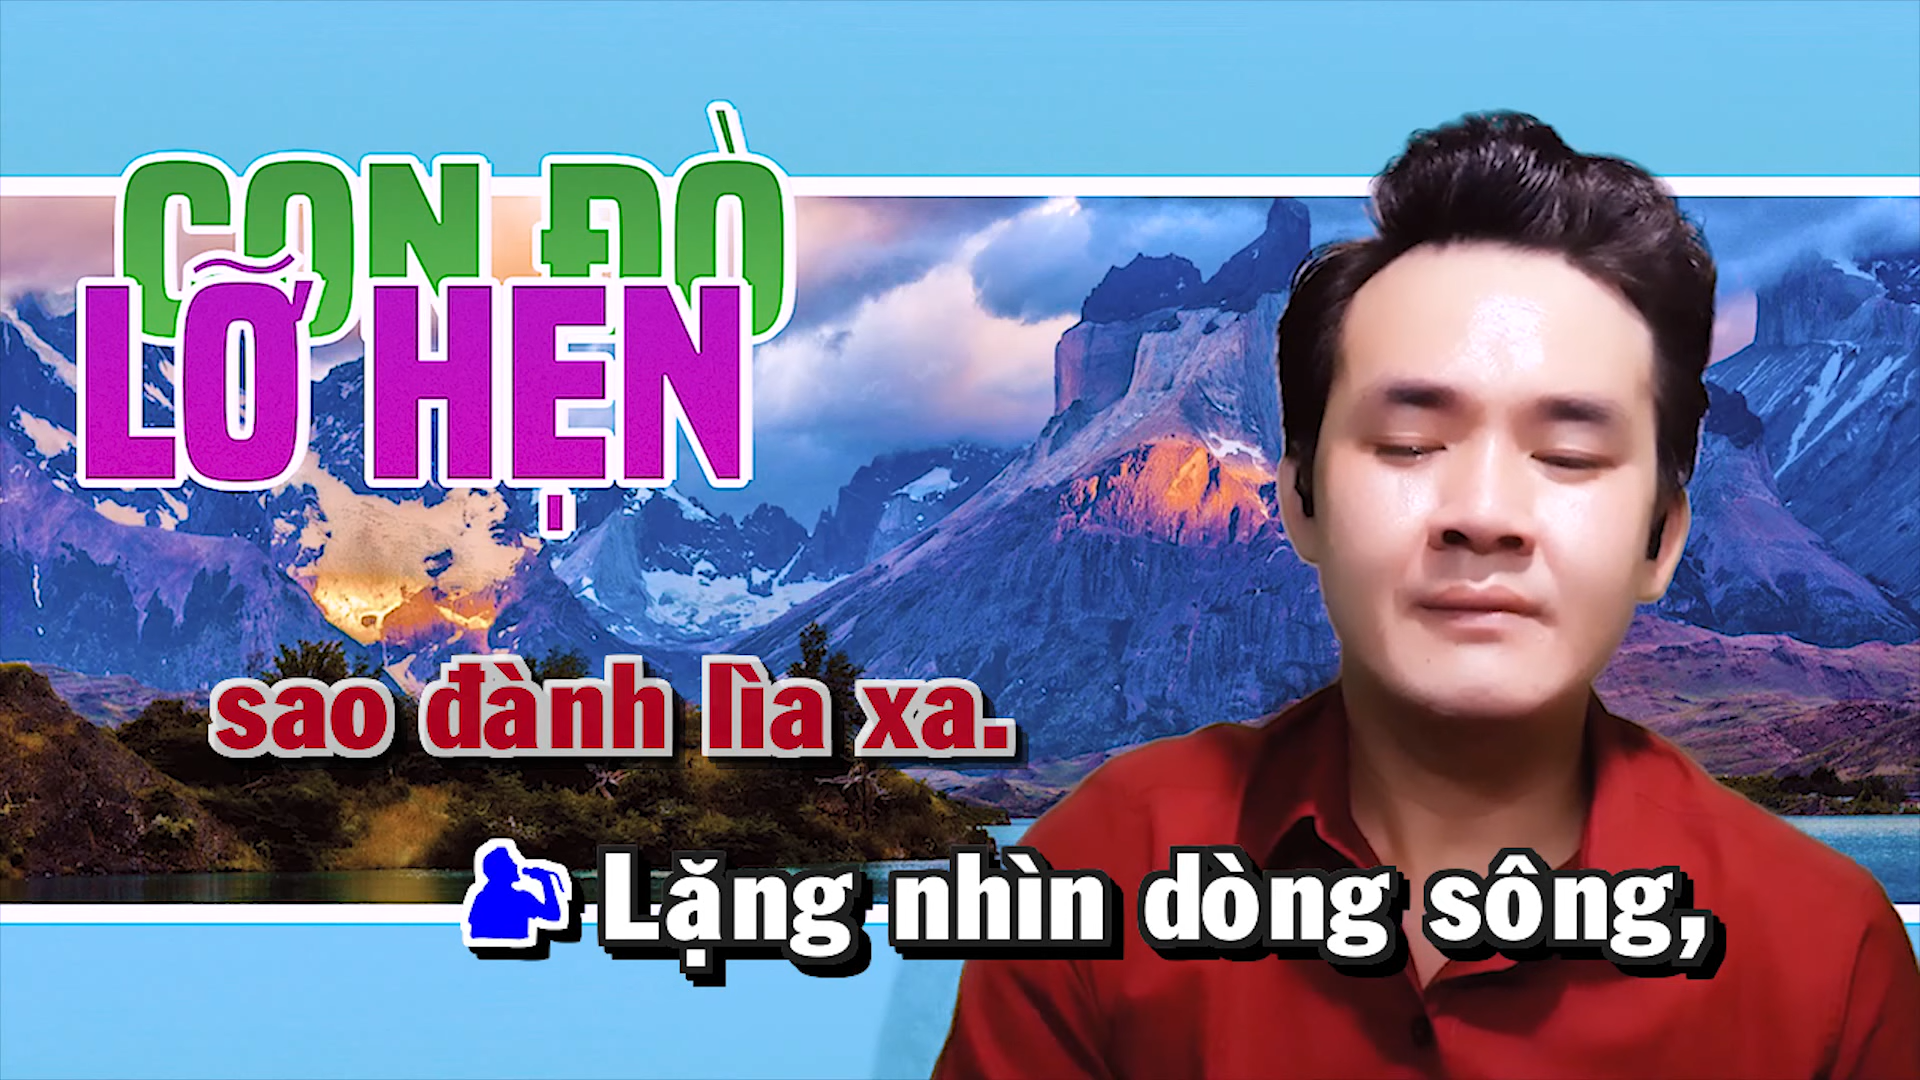 CON ĐÒ
LỠ HẸN
sao đành lìa xa.
Lặng nhìn dòng sông,